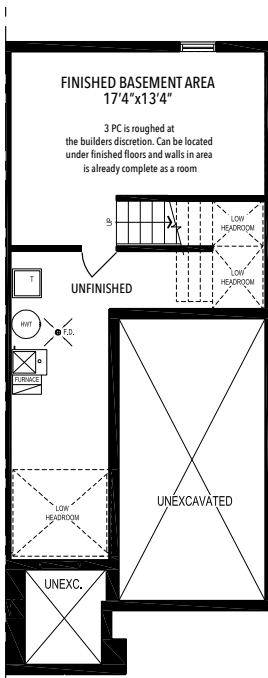 FINISHED BASEMENT AREA
17'4"x13'4"
3 PC is roughed at
the builders discretion. Can be located
under finished floors and walls in area
is already complete as a room
UP
LOW
HEADROOM
LOW
HEADROOM
T
UNFINISHED
HWT
F.D.
FURNACE
LOW
HEADROOM
UNEXCAVATED
UNEXC.